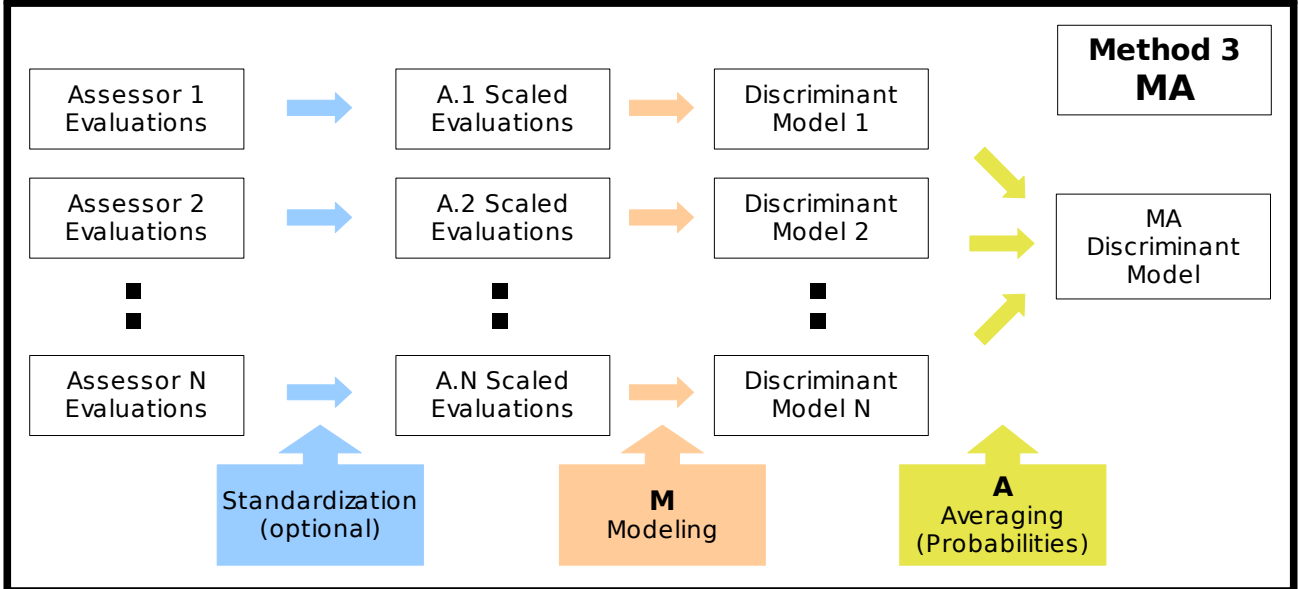 Method 3
MA
Assessor 1
Evaluations
A.1 Scaled
Evaluations
Discriminant
Model 1
Assessor 2
Evaluations
A.2 Scaled
Evaluations
Discriminant
Model 2
MA
Discriminant
Model
Assessor N
Evaluations
A.N Scaled
Evaluations
Discriminant
Model N
Standardization
(optional)
M
Modeling
A
Averaging
(Probabilities)